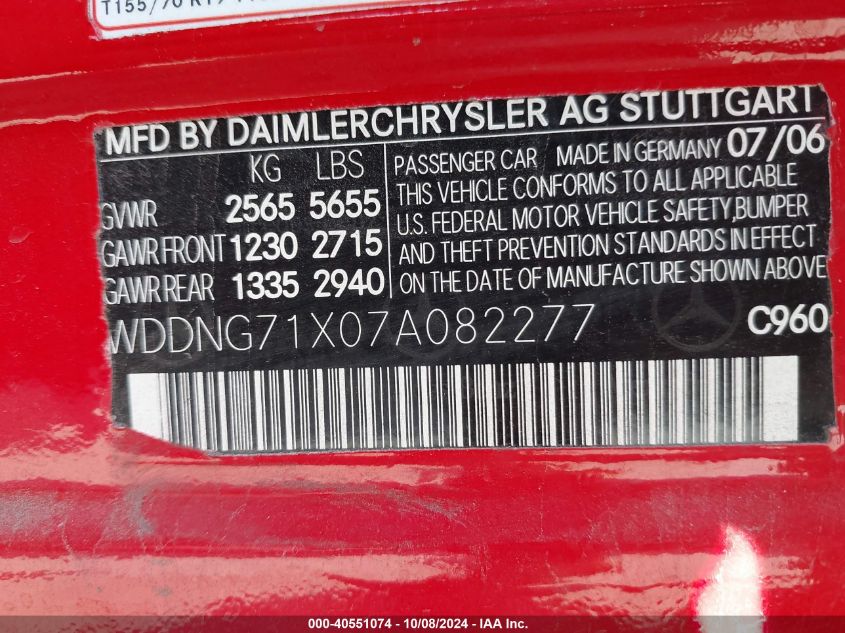 MFD BY DAIMLERCHRYSLER AG STUTTGART
KG LBS
GVWR 2565 5655
GAWR FRONT 1230 2715
GAWR REAR 1335 2940
PASSENGER CAR MADE IN GERMANY 07/06
THIS VEHICLE CONFORMS TO ALL APPLICABLE
U.S. FEDERAL MOTOR VEHICLE SAFETY, BUMPER
AND THEFT PREVENTION STANDARDS IN EFFECT
ON THE DATE OF MANUFACTURE SHOWN ABOVE
WDDNG71X07A082277 C960
000-40551074 - 10/08/2024 - IAA Inc.